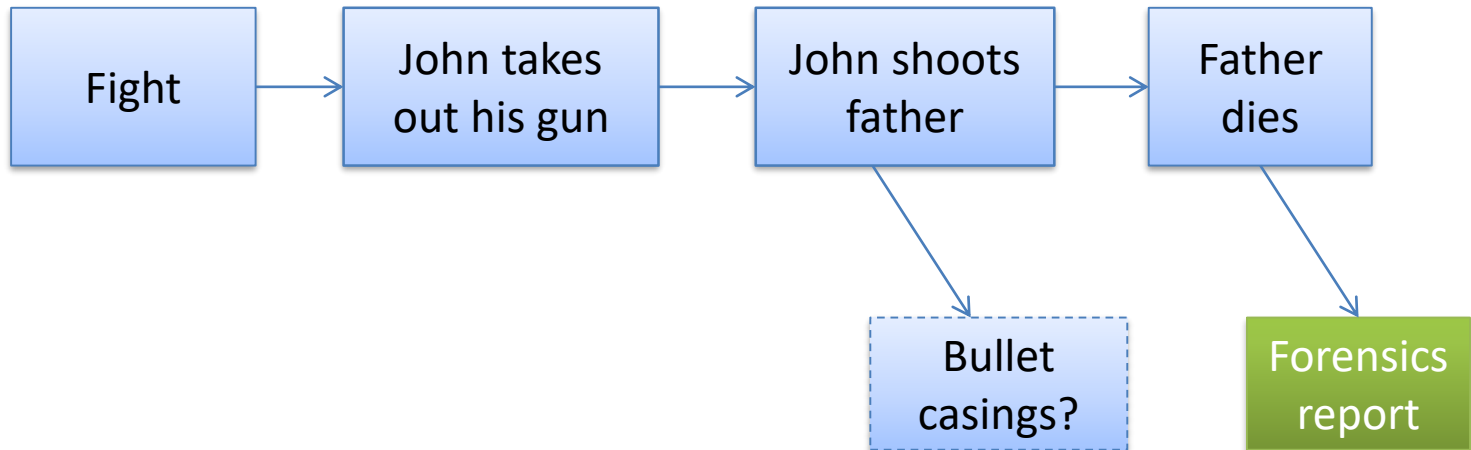 Fight
John takes
out his gun
John shoots
father
Father
dies
Bullet
casings?
Forensics
report